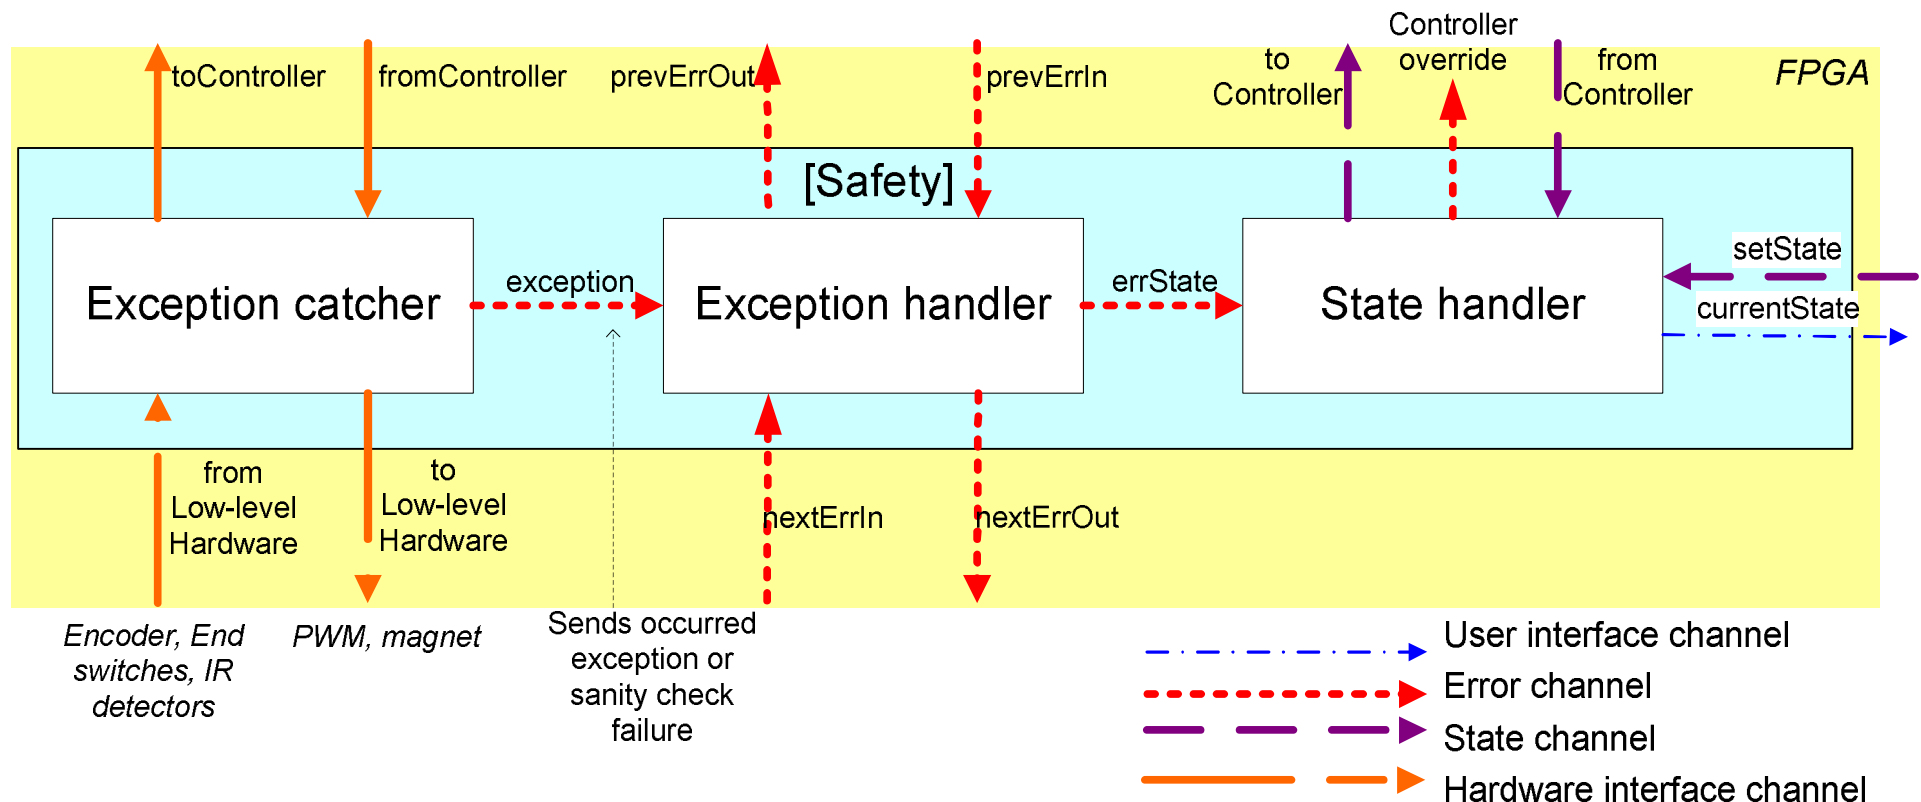 Controller
override
toController
fromController
prevErrOut
prevErrIn
to
Controller
from
Controller
FPGA
[Safety]
Exception catcher
exception
Exception handler
errState
State handler
setState
currentState
from
Low-level
Hardware
to
Low-level
Hardware
nextErrIn
nextErrOut
Encoder, End
switches, IR
detectors
PWM, magnet
Sends occurred
exception or
sanity check
failure
User interface channel
Error channel
State channel
Hardware interface channel